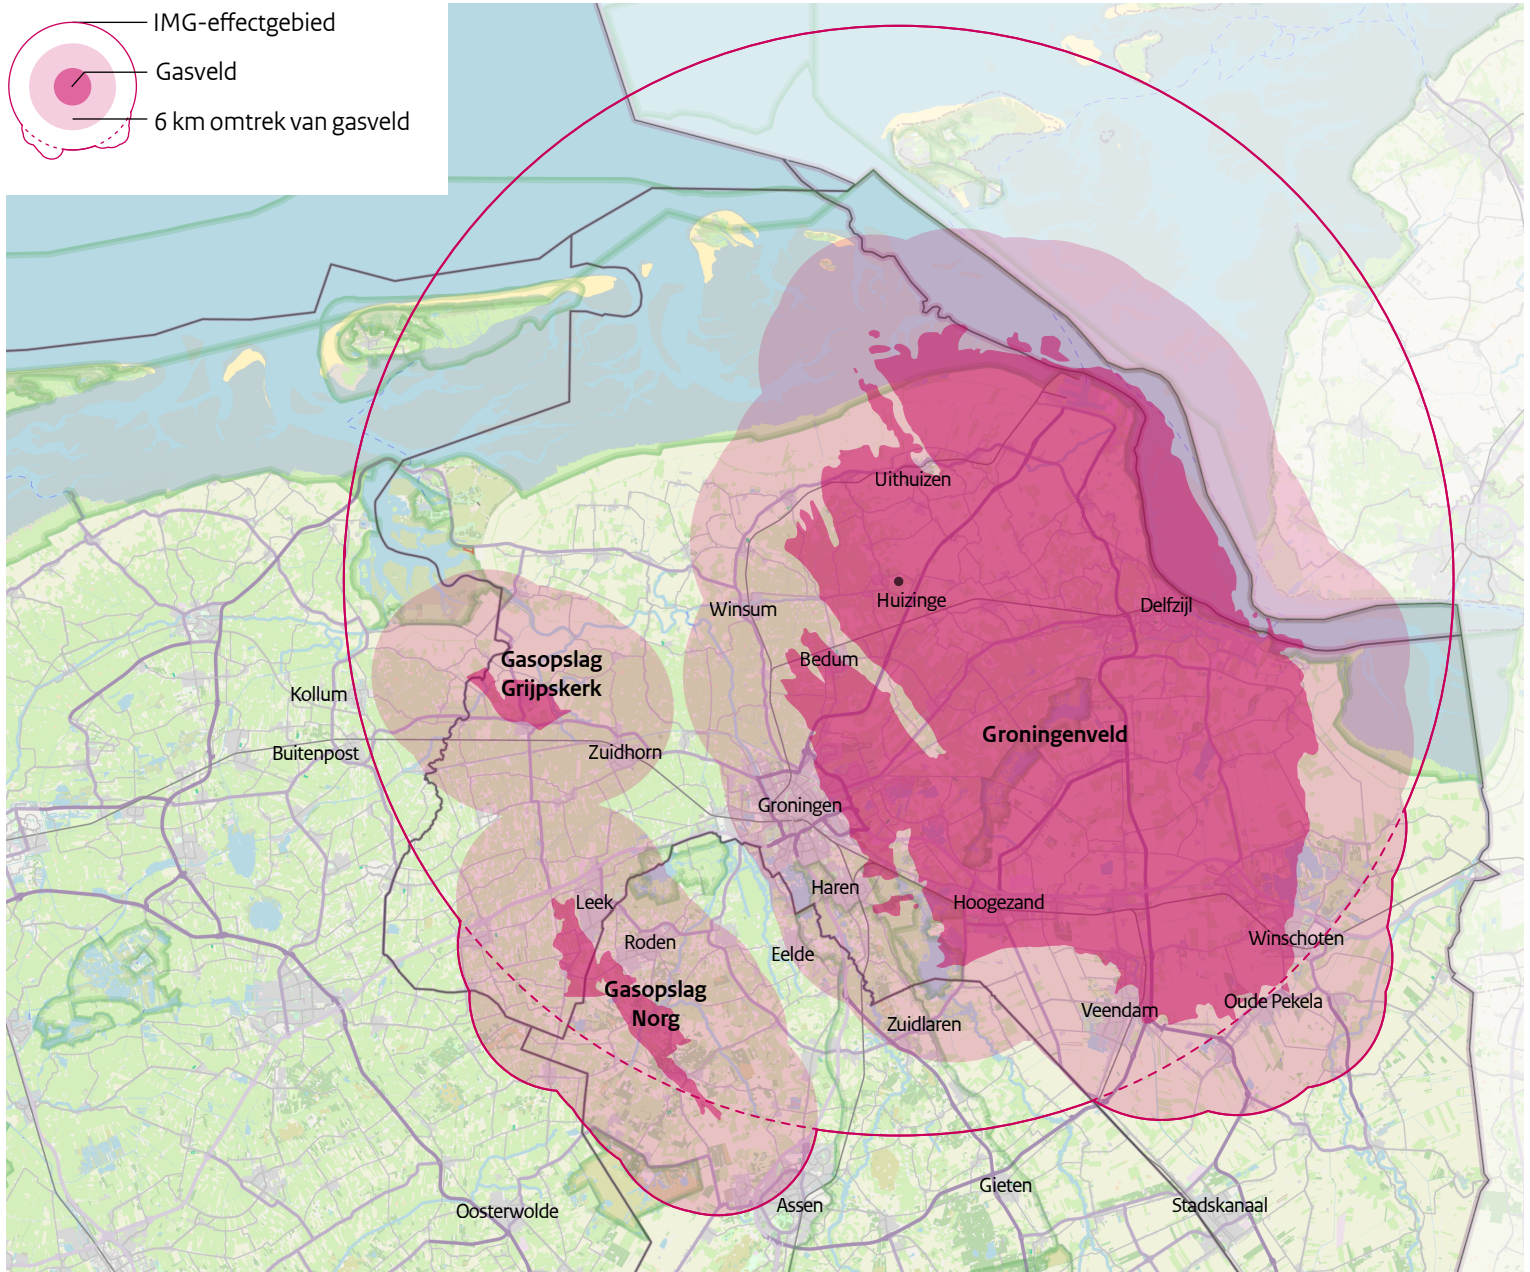 IMG-effectgebied
Gasveld
6 km omtrek van gasveld
Uithuizen
Huizinge
Winsum
Delfzijl
Bedum
Gasopslag
Grijpskerk
Kollum
Groningenveld
Buitenpost
Zuidhorn
Groningen
Haren
Leek
Hoogezand
Roden
Winschoten
Eelde
Gasopslag
Norg
Oude Pekela
Veendam
Zuidlaren
Gieten
Assen
Stadskanaal
Oosterwolde